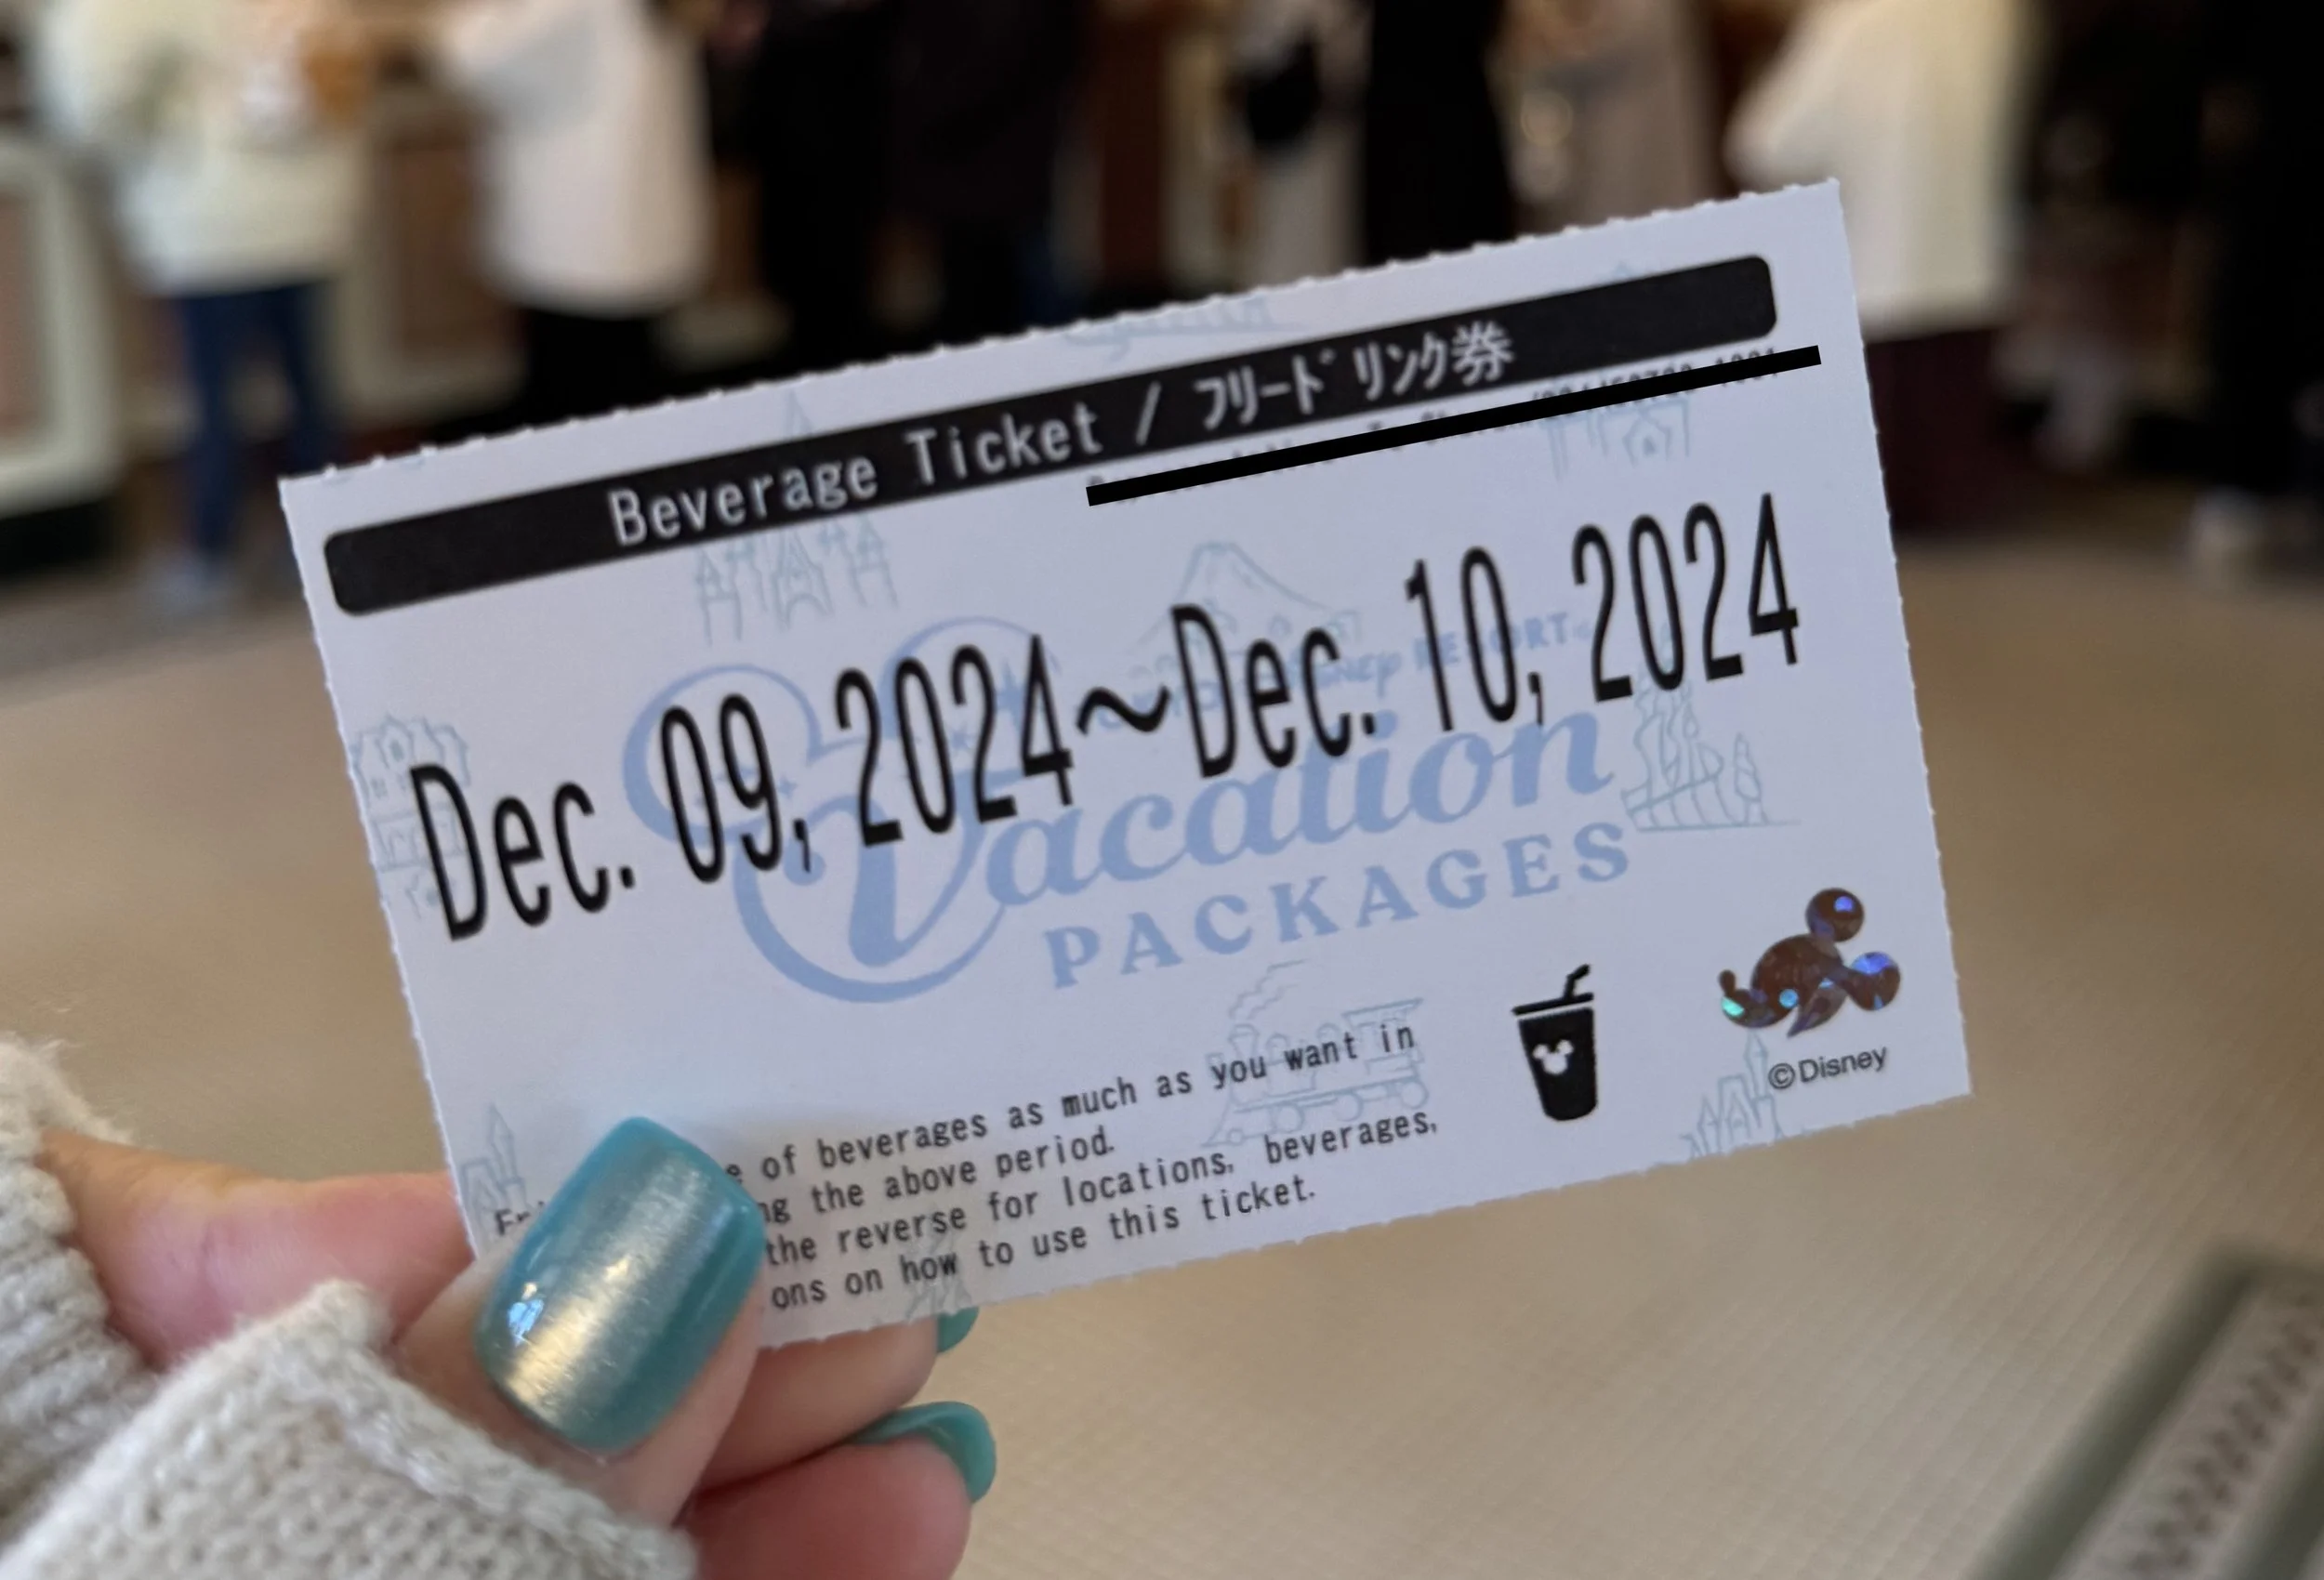 Beverage Ticket / フリードリンク券
Dec. 09, 2024～Dec. 10, 2024
DISNEY RESORT
Vacation
PACKAGES
of beverages as much as you want in
the above period.
the reverse for locations, beverages,
on how to use this ticket.
©Disney